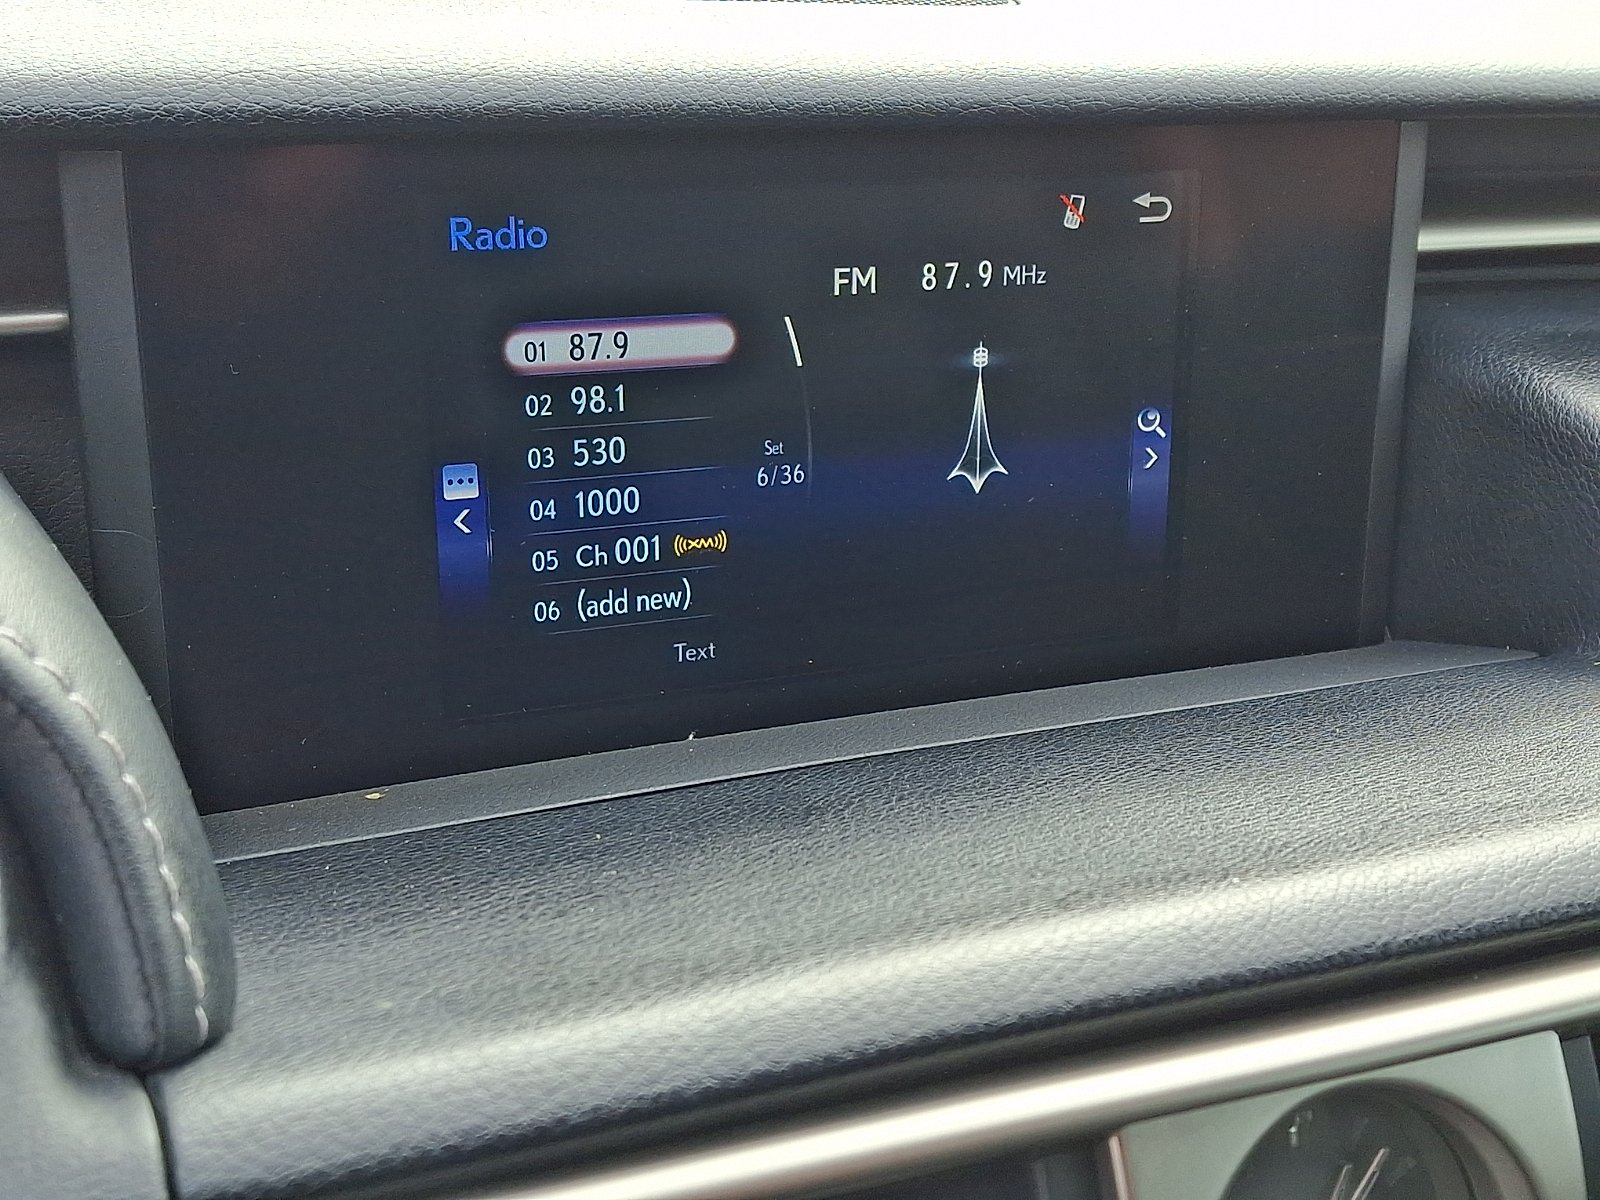 Radio
FM 87.9 MHz
01 87.9
02 98.1
03 530
04 1000
05 Ch 001 (((XM)))
06 (add new)
Set
6/36
Text